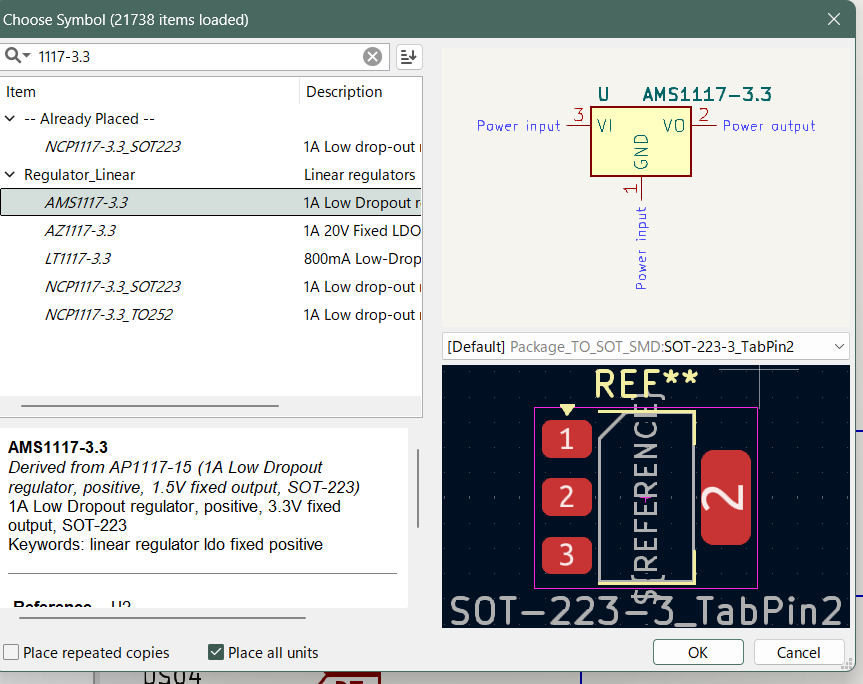 Choose Symbol (21738 items loaded)
1117-3.3
Item Description
-- Already Placed --
NCP1117-3.3_SOT223 1A Low drop-out
Regulator_Linear Linear regulators
AMS1117-3.3 1A Low Dropout r
AZ1117-3.3 1A 20V Fixed LDO
LT1117-3.3 800mA Low-Drop
NCP1117-3.3_SOT223 1A Low drop-out
NCP1117-3.3_TO252 1A Low drop-out
AMS1117-3.3
Derived from AP1117-15 (1A Low Dropout
regulator, positive, 1.5V fixed output, SOT-223)
1A Low Dropout regulator, positive, 3.3V fixed
output, SOT-223
Keywords: linear regulator ldo fixed positive
Reference U2
U AMS1117-3.3
Power input 3 VI VO 2 Power output
GND
1
Power input
[Default] Package_TO_SOT_SMD:SOT-223-3_TabPin2
REF**
1
2
3
${REFERENCE}
2
SOT-223-3_TabPin2
Place repeated copies
Place all units
OK
Cancel
DS04